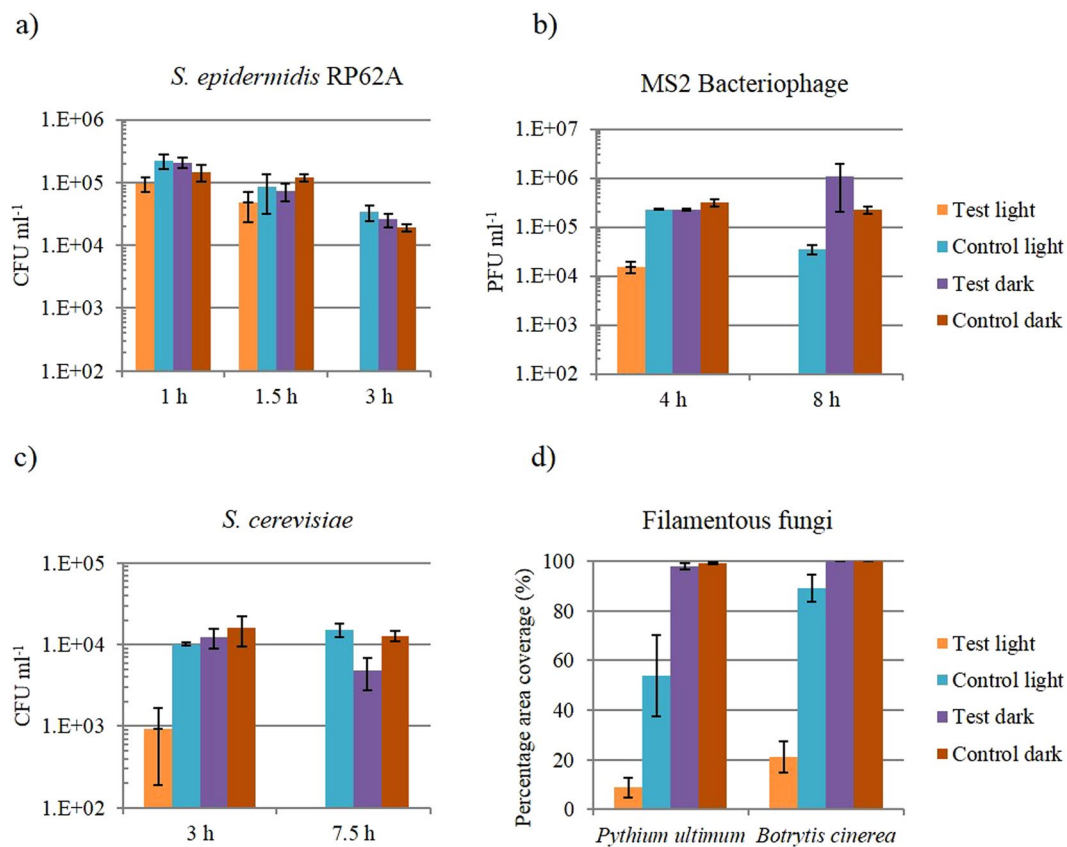 a)
S. epidermidis RP62A
CFU ml⁻¹
1.E+06
1.E+05
1.E+04
1.E+03
1.E+02
1 h
1.5 h
3 h
b)
MS2 Bacteriophage
PFU ml⁻¹
1.E+07
1.E+06
1.E+05
1.E+04
1.E+03
1.E+02
4 h
8 h
Test light
Control light
Test dark
Control dark
c)
S. cerevisiae
CFU ml⁻¹
1.E+05
1.E+04
1.E+03
1.E+02
3 h
7.5 h
d)
Filamentous fungi
Percentage area coverage (%)
100
80
60
40
20
0
Pythium ultimum
Botrytis cinerea
Test light
Control light
Test dark
Control dark